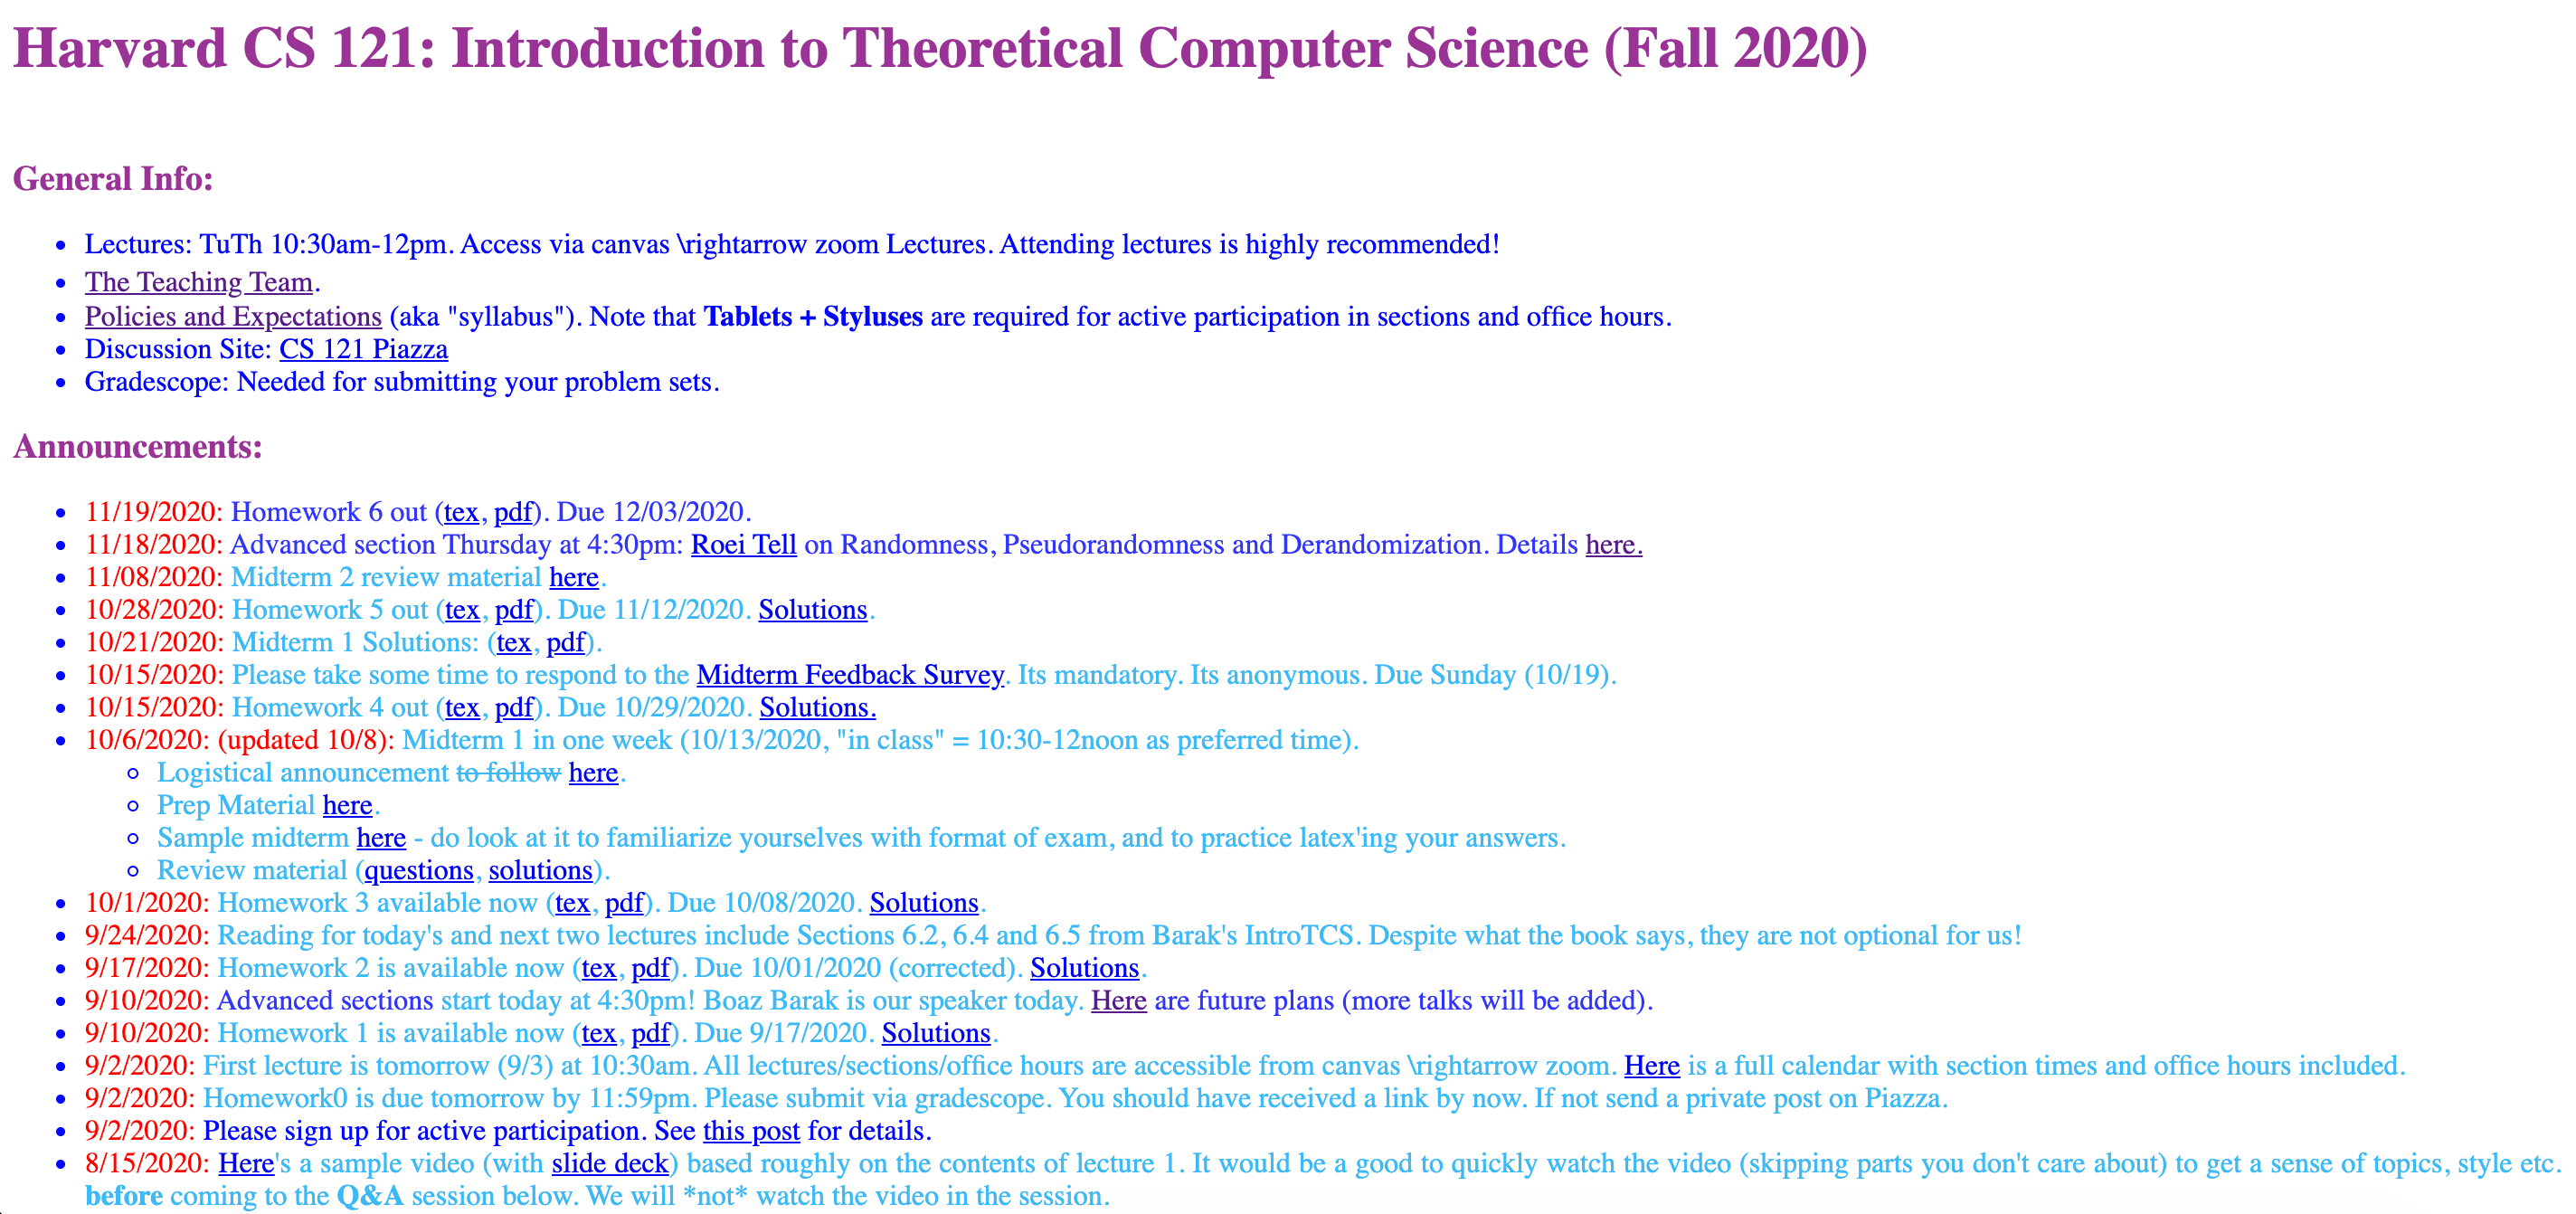 Harvard CS 121: Introduction to Theoretical Computer Science (Fall 2020)
General Info:
Lectures: TuTh 10:30am-12pm. Access via canvas \rightarrow zoom Lectures. Attending lectures is highly recommended!
The Teaching Team.
Policies and Expectations (aka "syllabus"). Note that Tablets + Styluses are required for active participation in sections and office hours.
Discussion Site: CS 121 Piazza
Gradescope: Needed for submitting your problem sets.
Announcements:
11/19/2020: Homework 6 out (tex, pdf). Due 12/03/2020.
11/18/2020: Advanced section Thursday at 4:30pm: Roei Tell on Randomness, Pseudorandomness and Derandomization. Details here.
11/08/2020: Midterm 2 review material here.
10/28/2020: Homework 5 out (tex, pdf). Due 11/12/2020. Solutions.
10/21/2020: Midterm 1 Solutions: (tex, pdf).
10/15/2020: Please take some time to respond to the Midterm Feedback Survey. Its mandatory. Its anonymous. Due Sunday (10/19).
10/15/2020: Homework 4 out (tex, pdf). Due 10/29/2020. Solutions.
10/6/2020: (updated 10/8): Midterm 1 in one week (10/13/2020, "in class" = 10:30-12noon as preferred time).
Logistical announcement to follow here.
Prep Material here.
Sample midterm here - do look at it to familiarize yourselves with format of exam, and to practice latex'ing your answers.
Review material (questions, solutions).
10/1/2020: Homework 3 available now (tex, pdf). Due 10/08/2020. Solutions.
9/24/2020: Reading for today's and next two lectures include Sections 6.2, 6.4 and 6.5 from Barak's IntroTCS. Despite what the book says, they are not optional for us!
9/17/2020: Homework 2 is available now (tex, pdf). Due 10/01/2020 (corrected). Solutions.
9/10/2020: Advanced sections start today at 4:30pm! Boaz Barak is our speaker today. Here are future plans (more talks will be added).
9/10/2020: Homework 1 is available now (tex, pdf). Due 9/17/2020. Solutions.
9/2/2020: First lecture is tomorrow (9/3) at 10:30am. All lectures/sections/office hours are accessible from canvas \rightarrow zoom. Here is a full calendar with section times and office hours included.
9/2/2020: Homework0 is due tomorrow by 11:59pm. Please submit via gradescope. You should have received a link by now. If not send a private post on Piazza.
9/2/2020: Please sign up for active participation. See this post for details.
8/15/2020: Here's a sample video (with slide deck) based roughly on the contents of lecture 1. It would be a good to quickly watch the video (skipping parts you don't care about) to get a sense of topics, style etc.
before coming to the Q&A session below. We will *not* watch the video in the session.